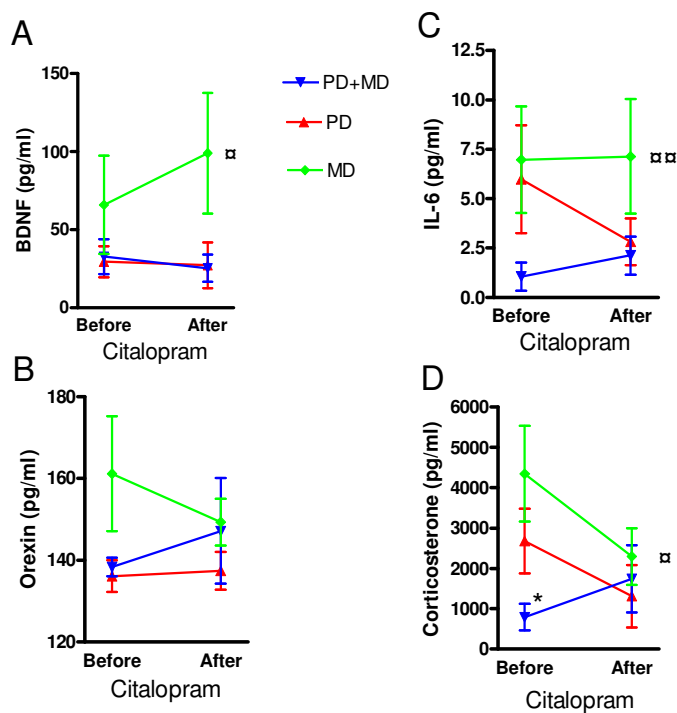 A
BDNF (pg/ml)
150
100
50
0
¤
Before After
Citalopram
PD+MD
PD
MD
C
IL-6 (pg/ml)
12.5
10.0
7.5
5.0
2.5
0.0
¤¤
Before After
Citalopram
B
Orexin (pg/ml)
180
160
140
120
Before After
Citalopram
D
Corticosterone (pg/ml)
6000
5000
4000
3000
2000
1000
0
*
¤
Before After
Citalopram